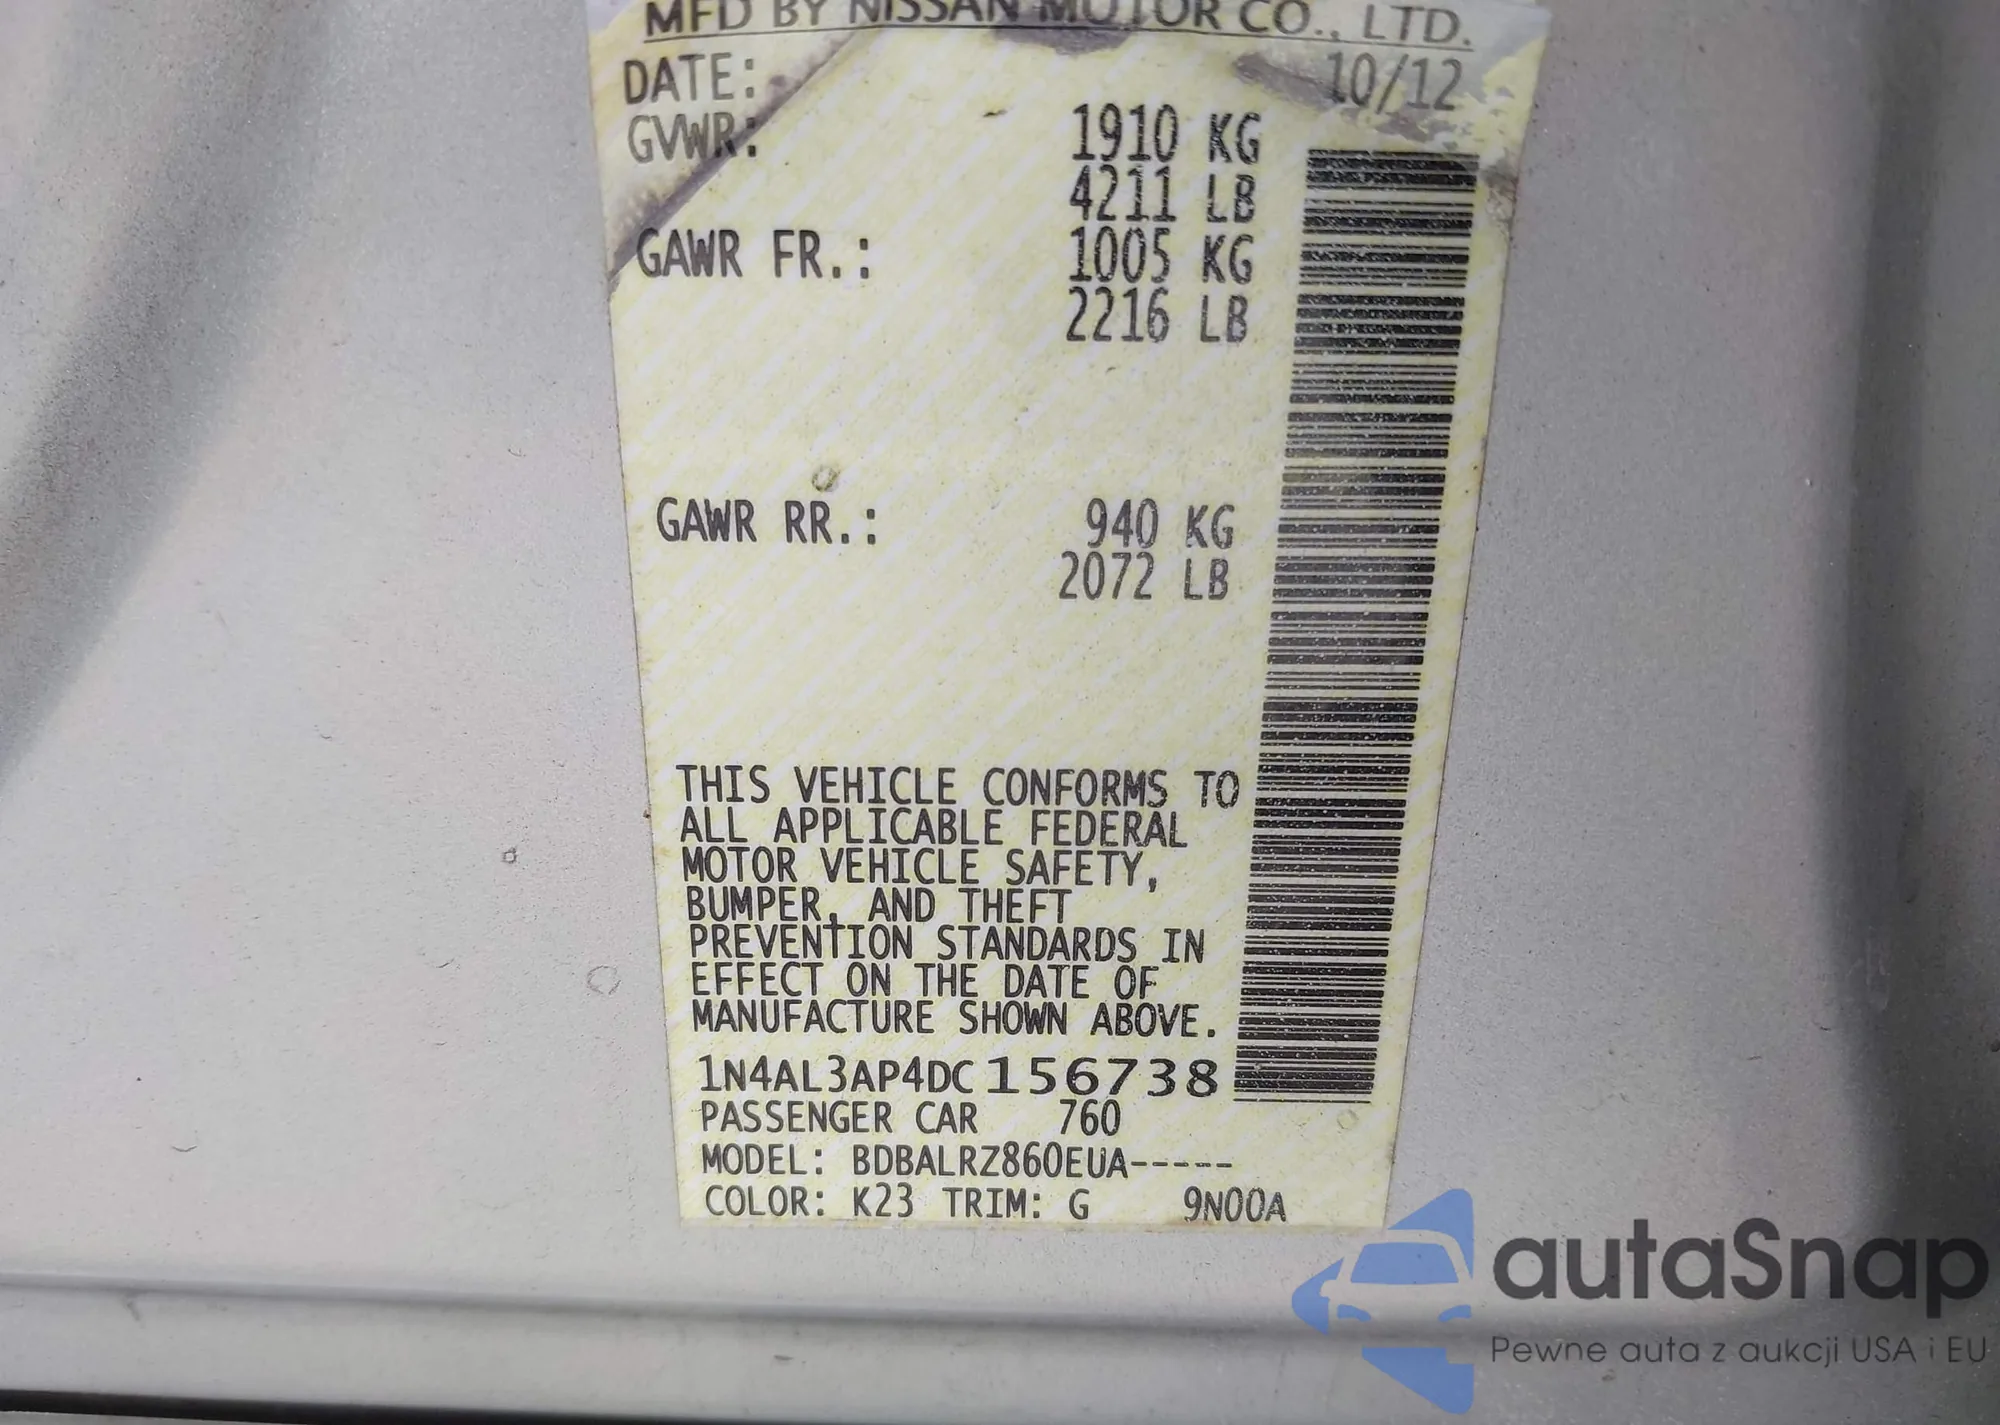 MFD BY NISSAN MOTOR CO., LTD.
DATE: 10/12
GVWR: 1910 KG
4211 LB
GAWR FR.: 1005 KG
2216 LB
GAWR RR.: 940 KG
2072 LB
THIS VEHICLE CONFORMS TO
ALL APPLICABLE FEDERAL
MOTOR VEHICLE SAFETY,
BUMPER, AND THEFT
PREVENTION STANDARDS IN
EFFECT ON THE DATE OF
MANUFACTURE SHOWN ABOVE.
1N4AL3AP4DC156738
PASSENGER CAR 760
MODEL: BDBALRZ860EUA-----
COLOR: K23 TRIM: G 9N00A
autaSnap
Pewne auta z aukcji USA i EU